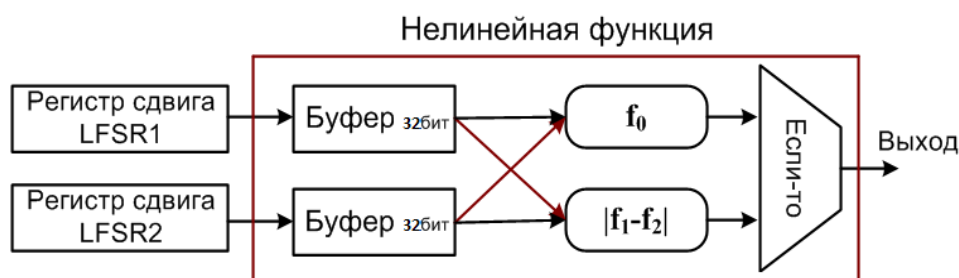 Нелинейная функция
Регистр сдвига
LFSR1
Буфер 32бит
f₀
Если-то
Выход
Регистр сдвига
LFSR2
Буфер 32бит
|f₁-f₂|